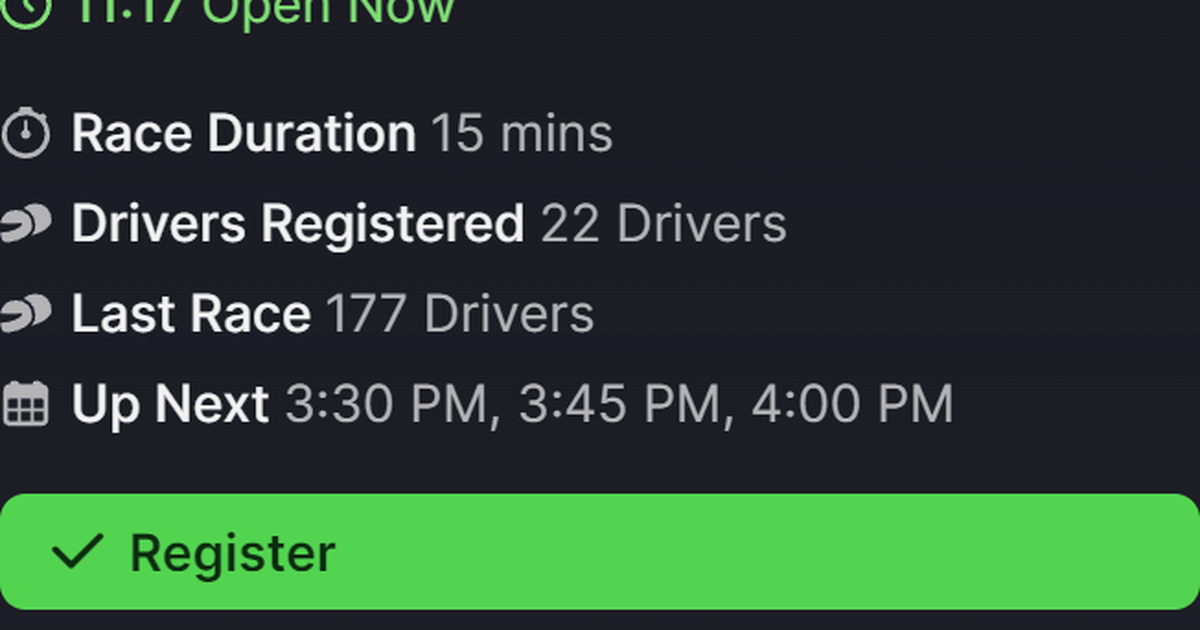 11:17 Open Now
Race Duration 15 mins
Drivers Registered 22 Drivers
Last Race 177 Drivers
Up Next 3:30 PM, 3:45 PM, 4:00 PM
Register